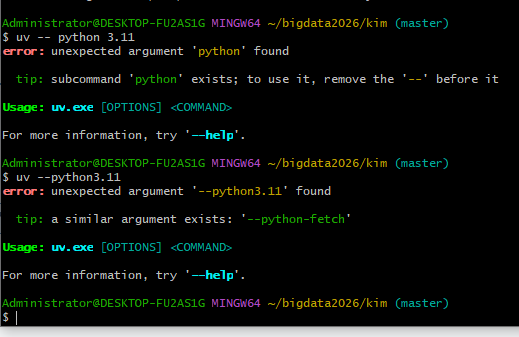 Administrator@DESKTOP-FU2AS1G MINGW64 ~/bigdata2026/kim (master)
$ uv -- python 3.11
error: unexpected argument 'python' found
tip: subcommand 'python' exists; to use it, remove the '--' before it
Usage: uv.exe [OPTIONS] <COMMAND>
For more information, try '--help'.
Administrator@DESKTOP-FU2AS1G MINGW64 ~/bigdata2026/kim (master)
$ uv --python3.11
error: unexpected argument '--python3.11' found
tip: a similar argument exists: '--python-fetch'
Usage: uv.exe [OPTIONS] <COMMAND>
For more information, try '--help'.
Administrator@DESKTOP-FU2AS1G MINGW64 ~/bigdata2026/kim (master)
$